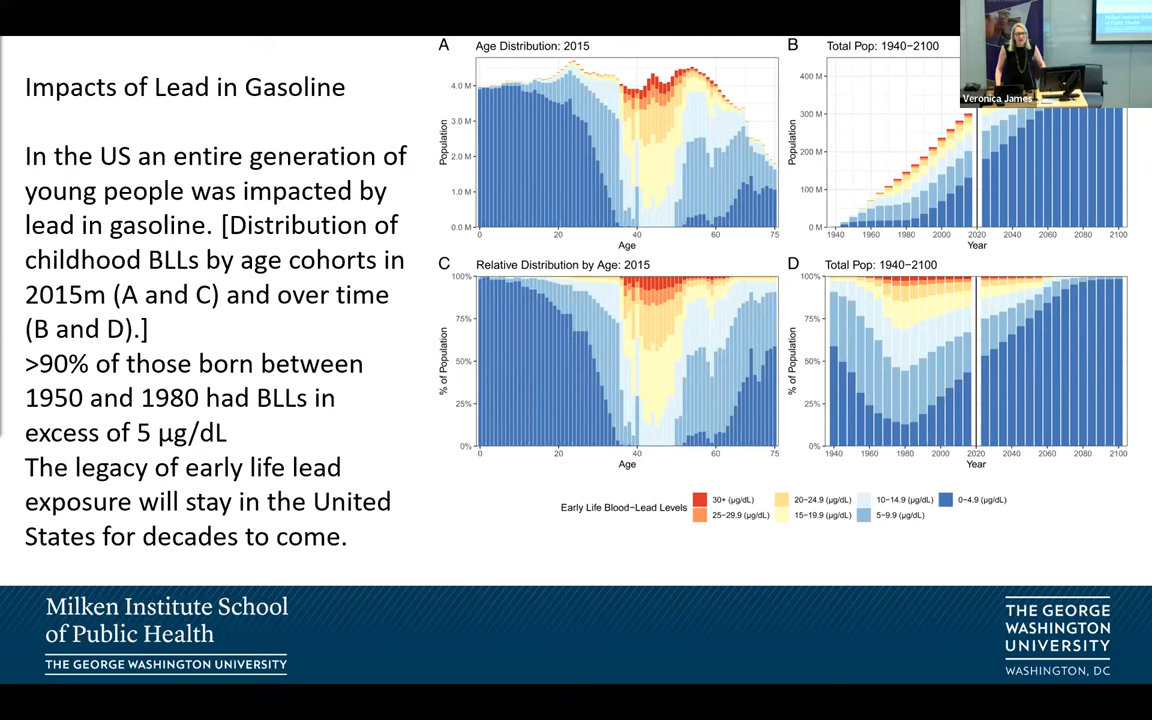 Impacts of Lead in Gasoline
In the US an entire generation of
young people was impacted by
lead in gasoline. [Distribution of
childhood BLLs by age cohorts in
2015m (A and C) and over time
(B and D).]
>90% of those born between
1950 and 1980 had BLLs in
excess of 5 µg/dL
The legacy of early life lead
exposure will stay in the United
States for decades to come.
A
Age Distribution: 2015
Population
4.0 M
3.0 M
2.0 M
1.0 M
0.0 M
0 20 40 60 75
Age
B
Total Pop: 1940−2100
Population
400 M
300 M
200 M
100 M
0 M
1940 1960 1980 2000 2020 2040 2060 2080 2100
Year
Veronica James
C
Relative Distribution by Age: 2015
% of Population
100%
75%
50%
25%
0%
0 20 40 60 75
Age
D
Total Pop: 1940−2100
% of Population
100%
75%
50%
25%
0%
1940 1960 1980 2000 2020 2040 2060 2080 2100
Year
Early Life Blood−Lead Levels
30+ (µg/dL) 20−24.9 (µg/dL) 10−14.9 (µg/dL) 0−4.9 (µg/dL)
25−29.9 (µg/dL) 15−19.9 (µg/dL) 5−9.9 (µg/dL)
Milken Institute School
of Public Health
THE GEORGE WASHINGTON UNIVERSITY
THE GEORGE
WASHINGTON
UNIVERSITY
WASHINGTON, DC